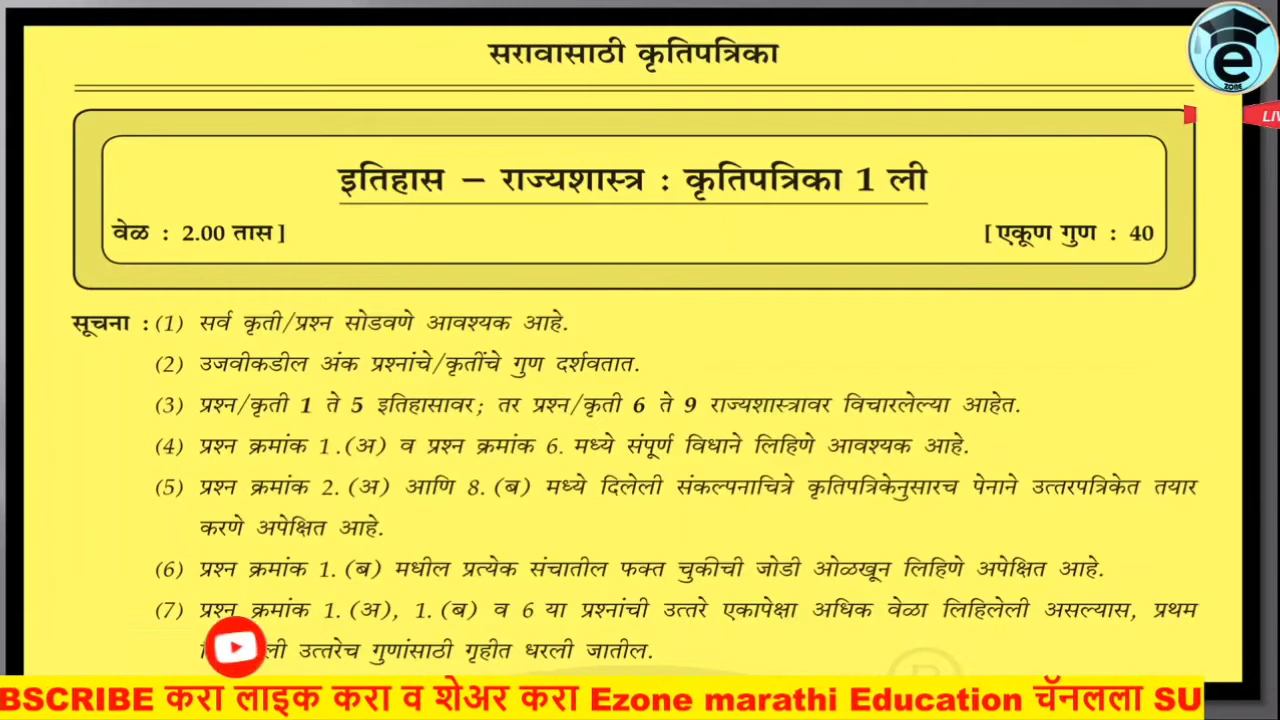 सरावासाठी कृतिपत्रिका
e
ZONE
LIV
इतिहास – राज्यशास्त्र : कृतिपत्रिका 1 ली
वेळ : 2.00 तास]
[एकूण गुण : 40
सूचना : (1) सर्व कृती/प्रश्न सोडवणे आवश्यक आहे.
(2) उजवीकडील अंक प्रश्नांचे/कृतींचे गुण दर्शवतात.
(3) प्रश्न/कृती 1 ते 5 इतिहासावर; तर प्रश्न/कृती 6 ते 9 राज्यशास्त्रावर विचारलेल्या आहेत.
(4) प्रश्न क्रमांक 1.(अ) व प्रश्न क्रमांक 6. मध्ये संपूर्ण विधाने लिहिणे आवश्यक आहे.
(5) प्रश्न क्रमांक 2.(अ) आणि 8.(ब) मध्ये दिलेली संकल्पनाचित्रे कृतिपत्रिकेनुसारच पेनाने उत्तरपत्रिकेत तयार
करणे अपेक्षित आहे.
(6) प्रश्न क्रमांक 1.(ब) मधील प्रत्येक संचातील फक्त चुकीची जोडी ओळखून लिहिणे अपेक्षित आहे.
(7) प्रश्न क्रमांक 1.(अ), 1.(ब) व 6 या प्रश्नांची उत्तरे एकापेक्षा अधिक वेळा लिहिलेली असल्यास, प्रथम
ली उत्तरेच गुणांसाठी गृहीत धरली जातील.
BSCRIBE करा लाइक करा व शेअर करा Ezone marathi Education चॅनलला SU